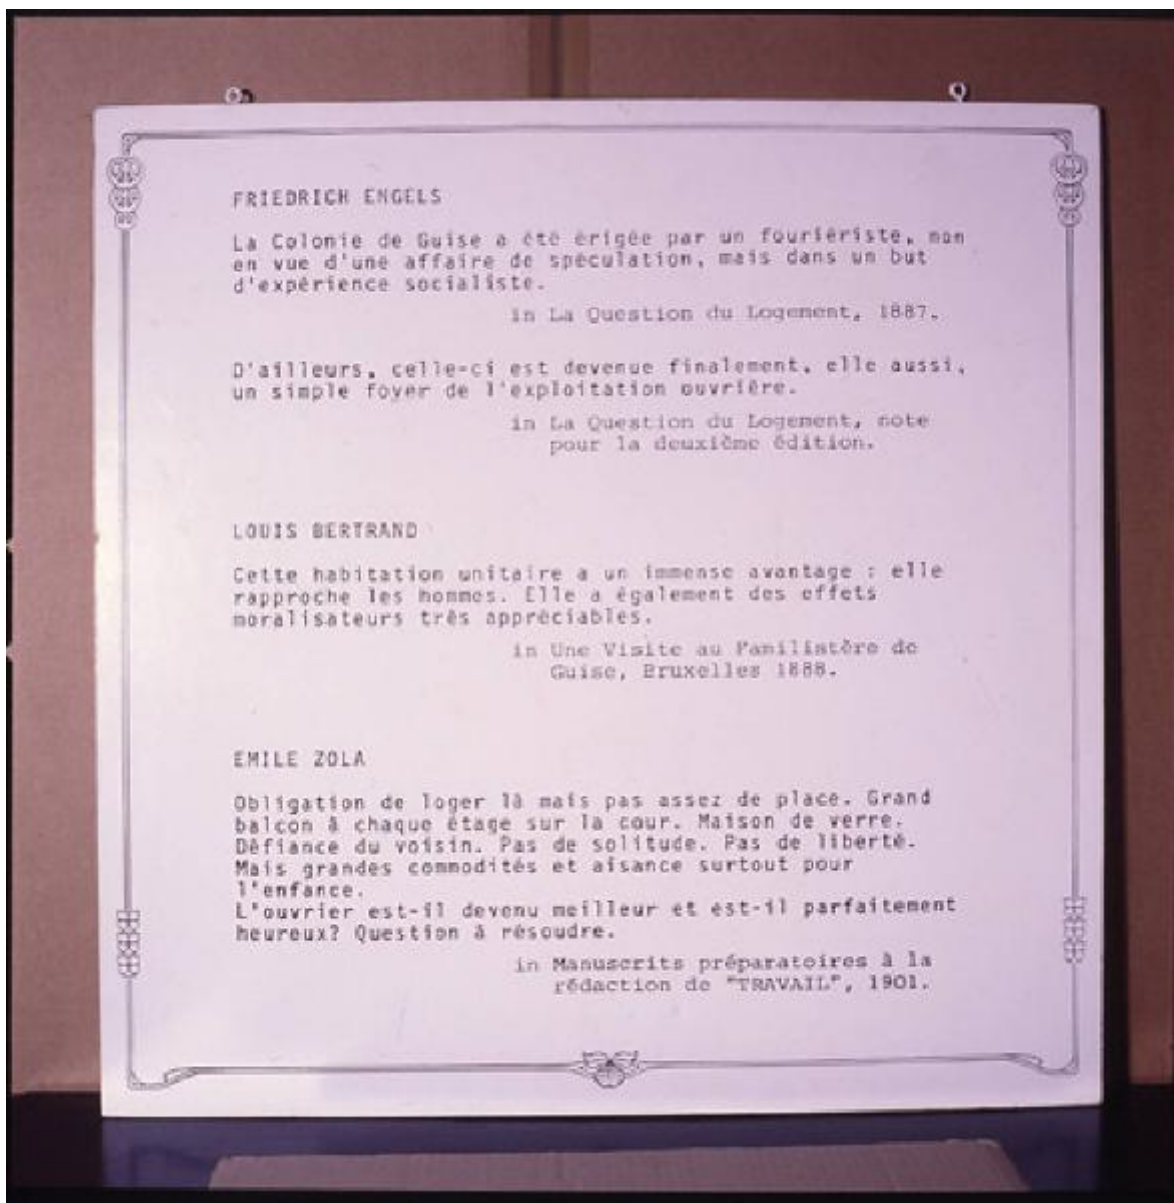 FRIEDRICH ENGELS
La Colonie de Guise a été érigée par un fouriériste, non
en vue d'une affaire de spéculation, mais dans un but
d'expérience socialiste.
in La Question du Logement, 1887.
D'ailleurs, celle-ci est devenue finalement, elle aussi,
un simple foyer de l'exploitation ouvrière.
in La Question du Logement, note
pour la deuxième édition.
LOUIS BERTRAND
Cette habitation unitaire a un immense avantage : elle
rapproche les hommes. Elle a également des effets
moralisateurs très appréciables.
in Une Visite au Familistère de
Guise, Bruxelles 1888.
EMILE ZOLA
Obligation de loger là mais pas assez de place. Grand
balcon à chaque étage sur la cour. Maison de verre.
Défiance du voisin. Pas de solitude. Pas de liberté.
Mais grandes commodités et aisance surtout pour
l'enfance.
L'ouvrier est-il devenu meilleur et est-il parfaitement
heureux? Question à résoudre.
in Manuscrits préparatoires à la
rédaction de "TRAVAIL", 1901.